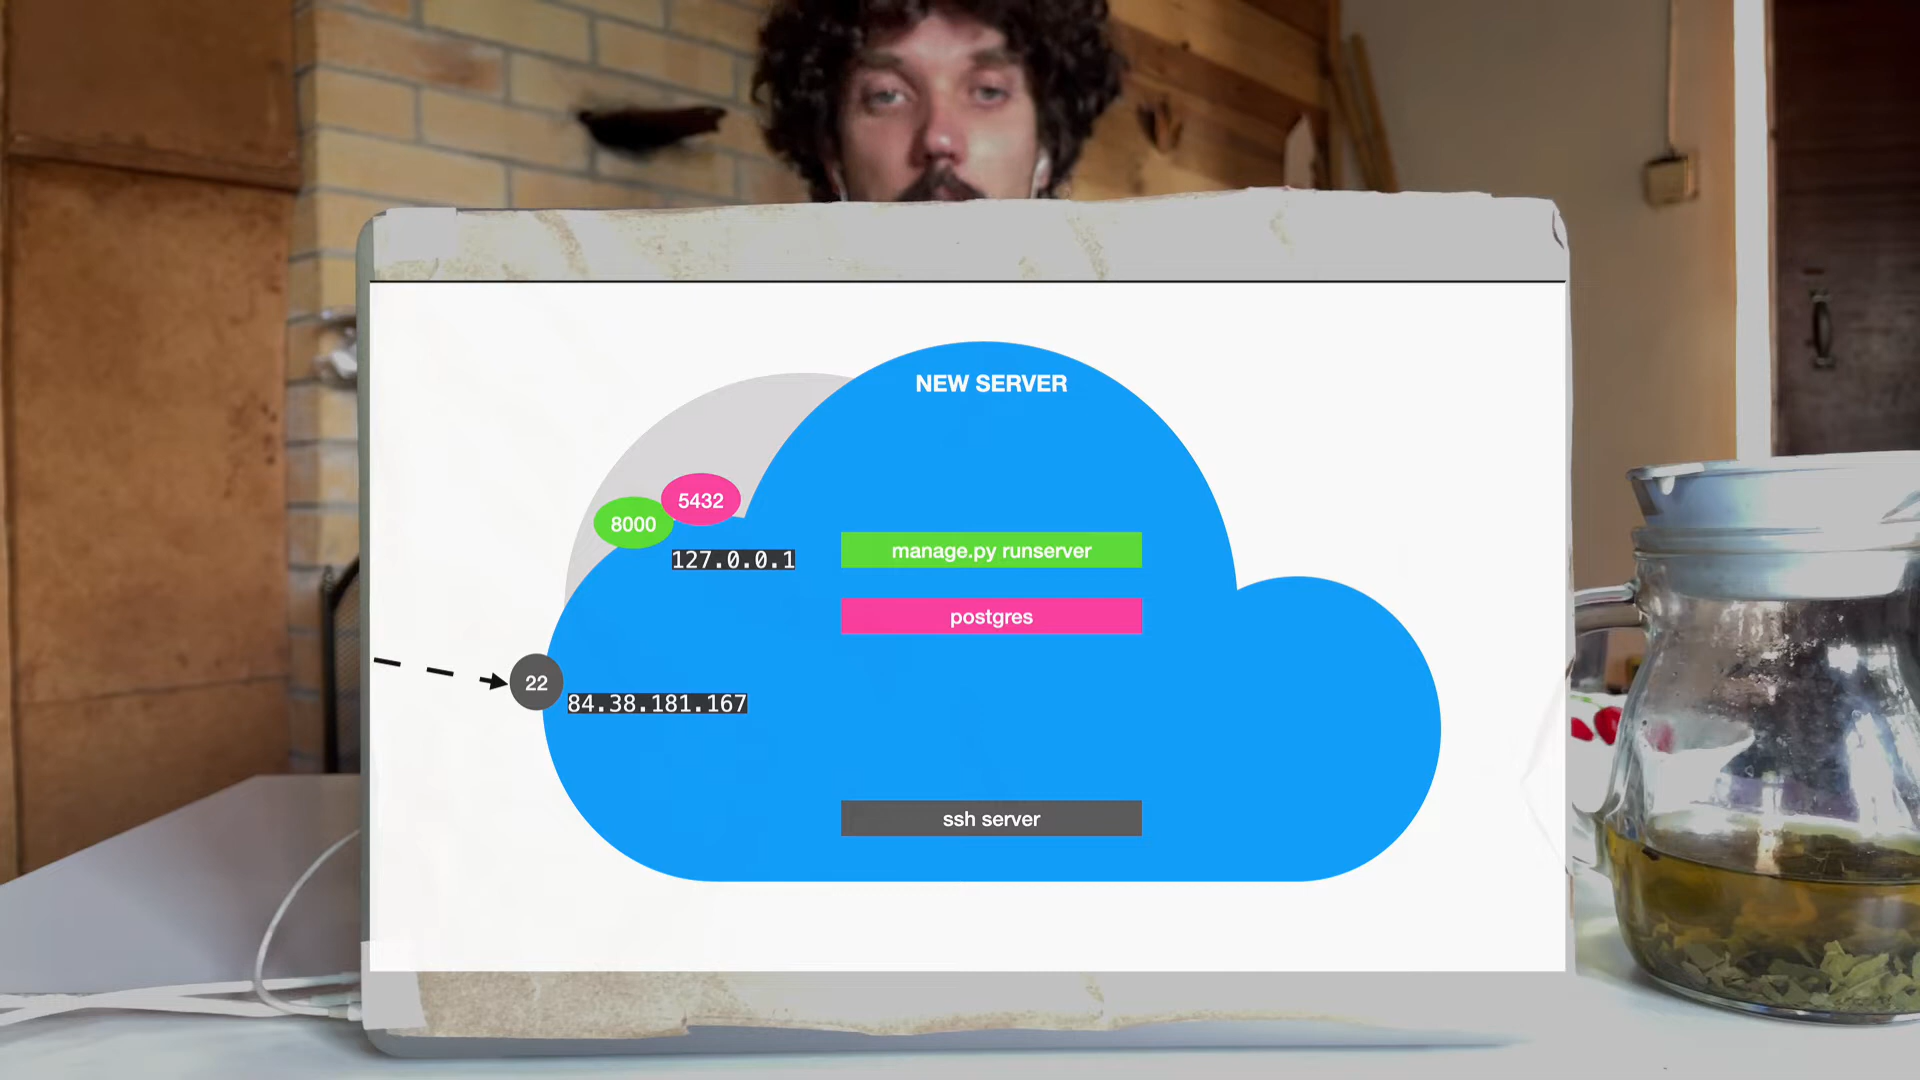 NEW SERVER
5432
8000
127.0.0.1
manage.py runserver
postgres
22
84.38.181.167
ssh server